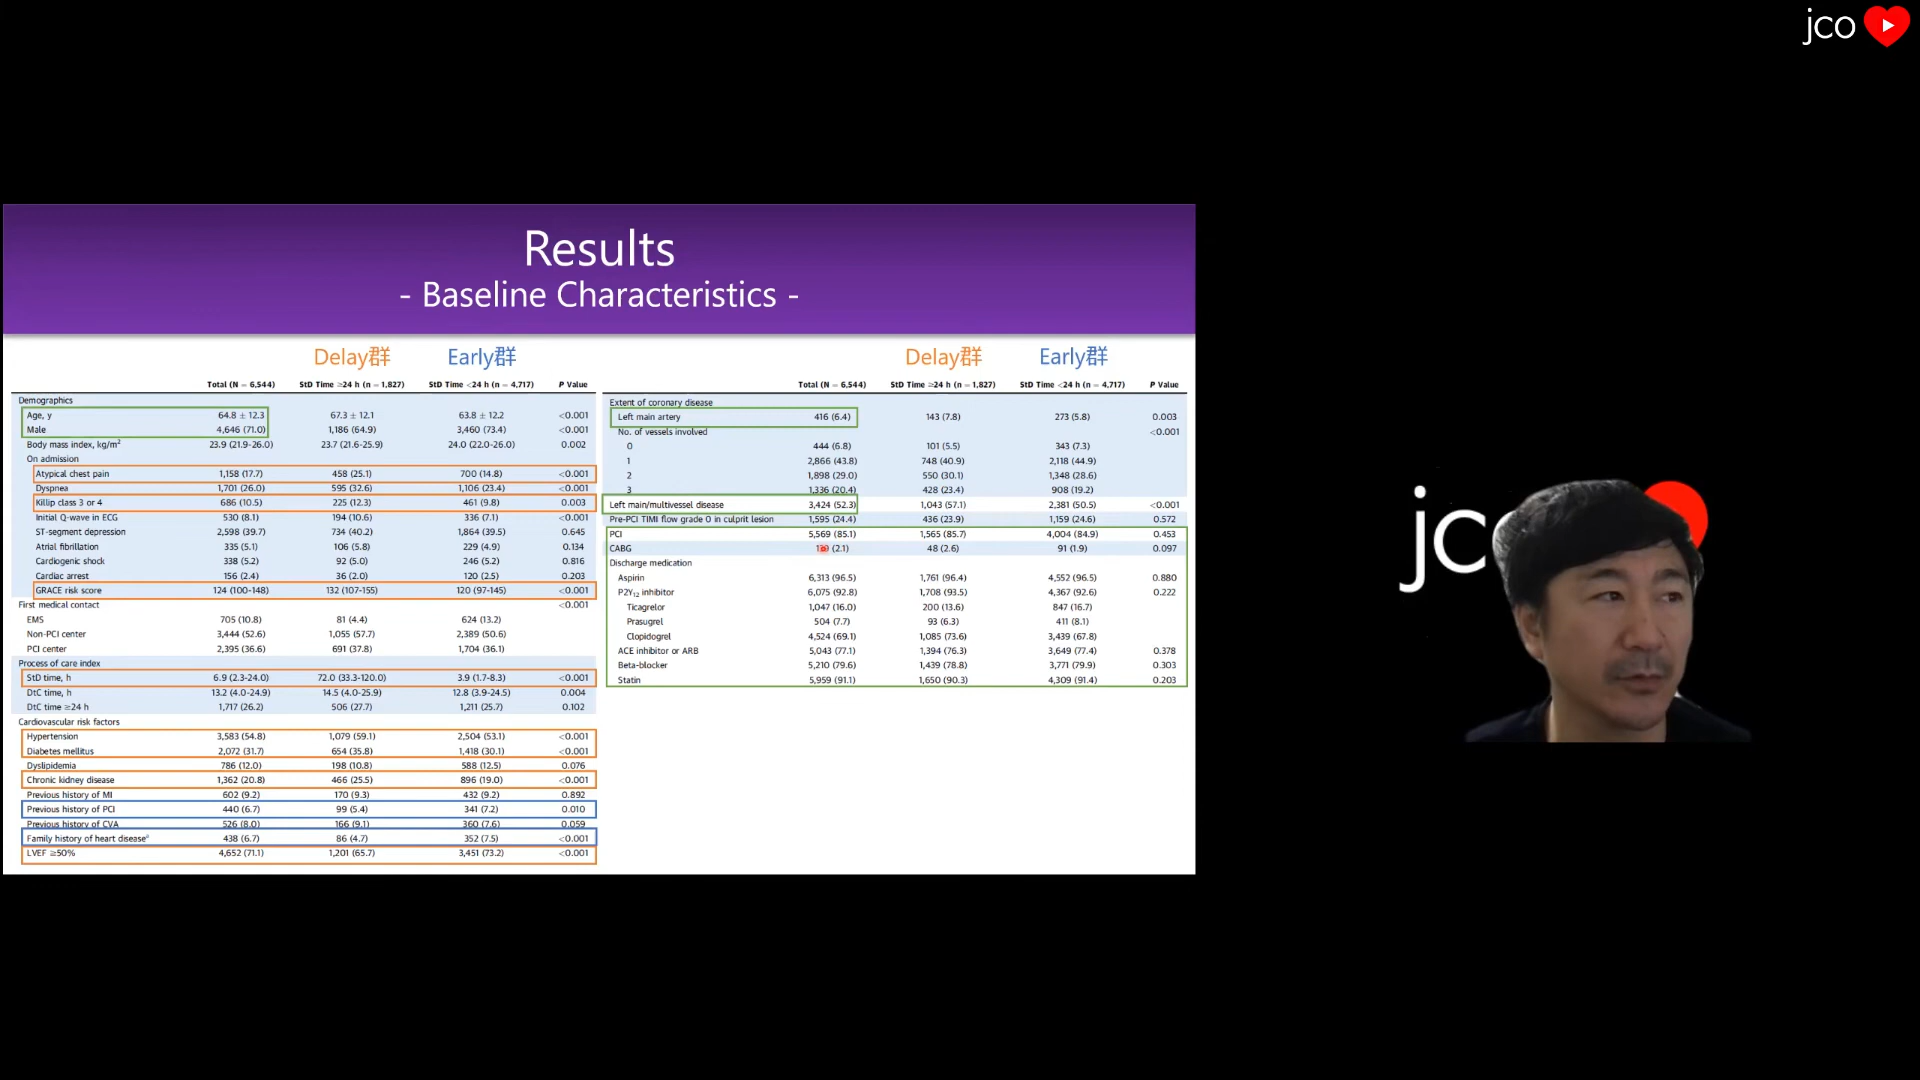 jco
Results
- Baseline Characteristics -
Delay群 Early群
Total (N = 6,544) StD Time ≥24 h (n = 1,827) StD Time <24 h (n = 4,717) P Value
Demographics
Age, y 64.8 ± 12.3 67.3 ± 12.1 63.8 ± 12.2 <0.001
Male 4,646 (71.0) 1,186 (64.9) 3,460 (73.4) <0.001
Body mass index, kg/m² 23.9 (21.9-26.0) 23.7 (21.6-25.9) 24.0 (22.0-26.0) 0.002
On admission
Atypical chest pain 1,158 (17.7) 458 (25.1) 700 (14.8) <0.001
Dyspnea 1,701 (26.0) 595 (32.6) 1,106 (23.4) <0.001
Killip class 3 or 4 686 (10.5) 225 (12.3) 461 (9.8) 0.003
Initial Q-wave in ECG 530 (8.1) 194 (10.6) 336 (7.1) <0.001
ST-segment depression 2,598 (39.7) 734 (40.2) 1,864 (39.5) 0.645
Atrial fibrillation 335 (5.1) 106 (5.8) 229 (4.9) 0.134
Cardiogenic shock 338 (5.2) 92 (5.0) 246 (5.2) 0.816
Cardiac arrest 156 (2.4) 36 (2.0) 120 (2.5) 0.203
GRACE risk score 124 (100-148) 132 (107-155) 120 (97-145) <0.001
First medical contact <0.001
EMS 705 (10.8) 81 (4.4) 624 (13.2)
Non-PCI center 3,444 (52.6) 1,055 (57.7) 2,389 (50.6)
PCI center 2,395 (36.6) 691 (37.8) 1,704 (36.1)
Process of care index
StD time, h 6.9 (2.3-24.0) 72.0 (33.3-120.0) 3.9 (1.7-8.3) <0.001
DtC time, h 13.2 (4.0-24.9) 14.5 (4.0-25.9) 12.8 (3.9-24.5) 0.004
DtC time ≥24 h 1,717 (26.2) 506 (27.7) 1,211 (25.7) 0.102
Cardiovascular risk factors
Hypertension 3,583 (54.8) 1,079 (59.1) 2,504 (53.1) <0.001
Diabetes mellitus 2,072 (31.7) 654 (35.8) 1,418 (30.1) <0.001
Dyslipidemia 786 (12.0) 198 (10.8) 588 (12.5) 0.076
Chronic kidney disease 1,362 (20.8) 466 (25.5) 896 (19.0) <0.001
Previous history of MI 602 (9.2) 170 (9.3) 432 (9.2) 0.892
Previous history of PCI 440 (6.7) 99 (5.4) 341 (7.2) 0.010
Previous history of CVA 526 (8.0) 166 (9.1) 360 (7.6) 0.059
Family history of heart diseaseᵃ 438 (6.7) 86 (4.7) 352 (7.5) <0.001
LVEF ≥50% 4,652 (71.1) 1,201 (65.7) 3,451 (73.2) <0.001
Delay群 Early群
Total (N = 6,544) StD Time ≥24 h (n = 1,827) StD Time <24 h (n = 4,717) P Value
Extent of coronary disease
Left main artery 416 (6.4) 143 (7.8) 273 (5.8) 0.003
No. of vessels involved <0.001
0 444 (6.8) 101 (5.5) 343 (7.3)
1 2,866 (43.8) 748 (40.9) 2,118 (44.9)
2 1,898 (29.0) 550 (30.1) 1,348 (28.6)
3 1,336 (20.4) 428 (23.4) 908 (19.2)
Left main/multivessel disease 3,424 (52.3) 1,043 (57.1) 2,381 (50.5) <0.001
Pre-PCI TIMI flow grade 0 in culprit lesion 1,595 (24.4) 436 (23.9) 1,159 (24.6) 0.572
PCI 5,569 (85.1) 1,565 (85.7) 4,004 (84.9) 0.453
CABG (2.1) 48 (2.6) 91 (1.9) 0.097
Discharge medication
Aspirin 6,313 (96.5) 1,761 (96.4) 4,552 (96.5) 0.880
P2Y₁₂ inhibitor 6,075 (92.8) 1,708 (93.5) 4,367 (92.6) 0.222
Ticagrelor 1,047 (16.0) 200 (13.6) 847 (16.7)
Prasugrel 504 (7.7) 93 (6.3) 411 (8.1)
Clopidogrel 4,524 (69.1) 1,085 (73.6) 3,439 (67.8)
ACE inhibitor or ARB 5,043 (77.1) 1,394 (76.3) 3,649 (77.4) 0.378
Beta-blocker 5,210 (79.6) 1,439 (78.8) 3,771 (79.9) 0.303
Statin 5,959 (91.1) 1,650 (90.3) 4,309 (91.4) 0.203